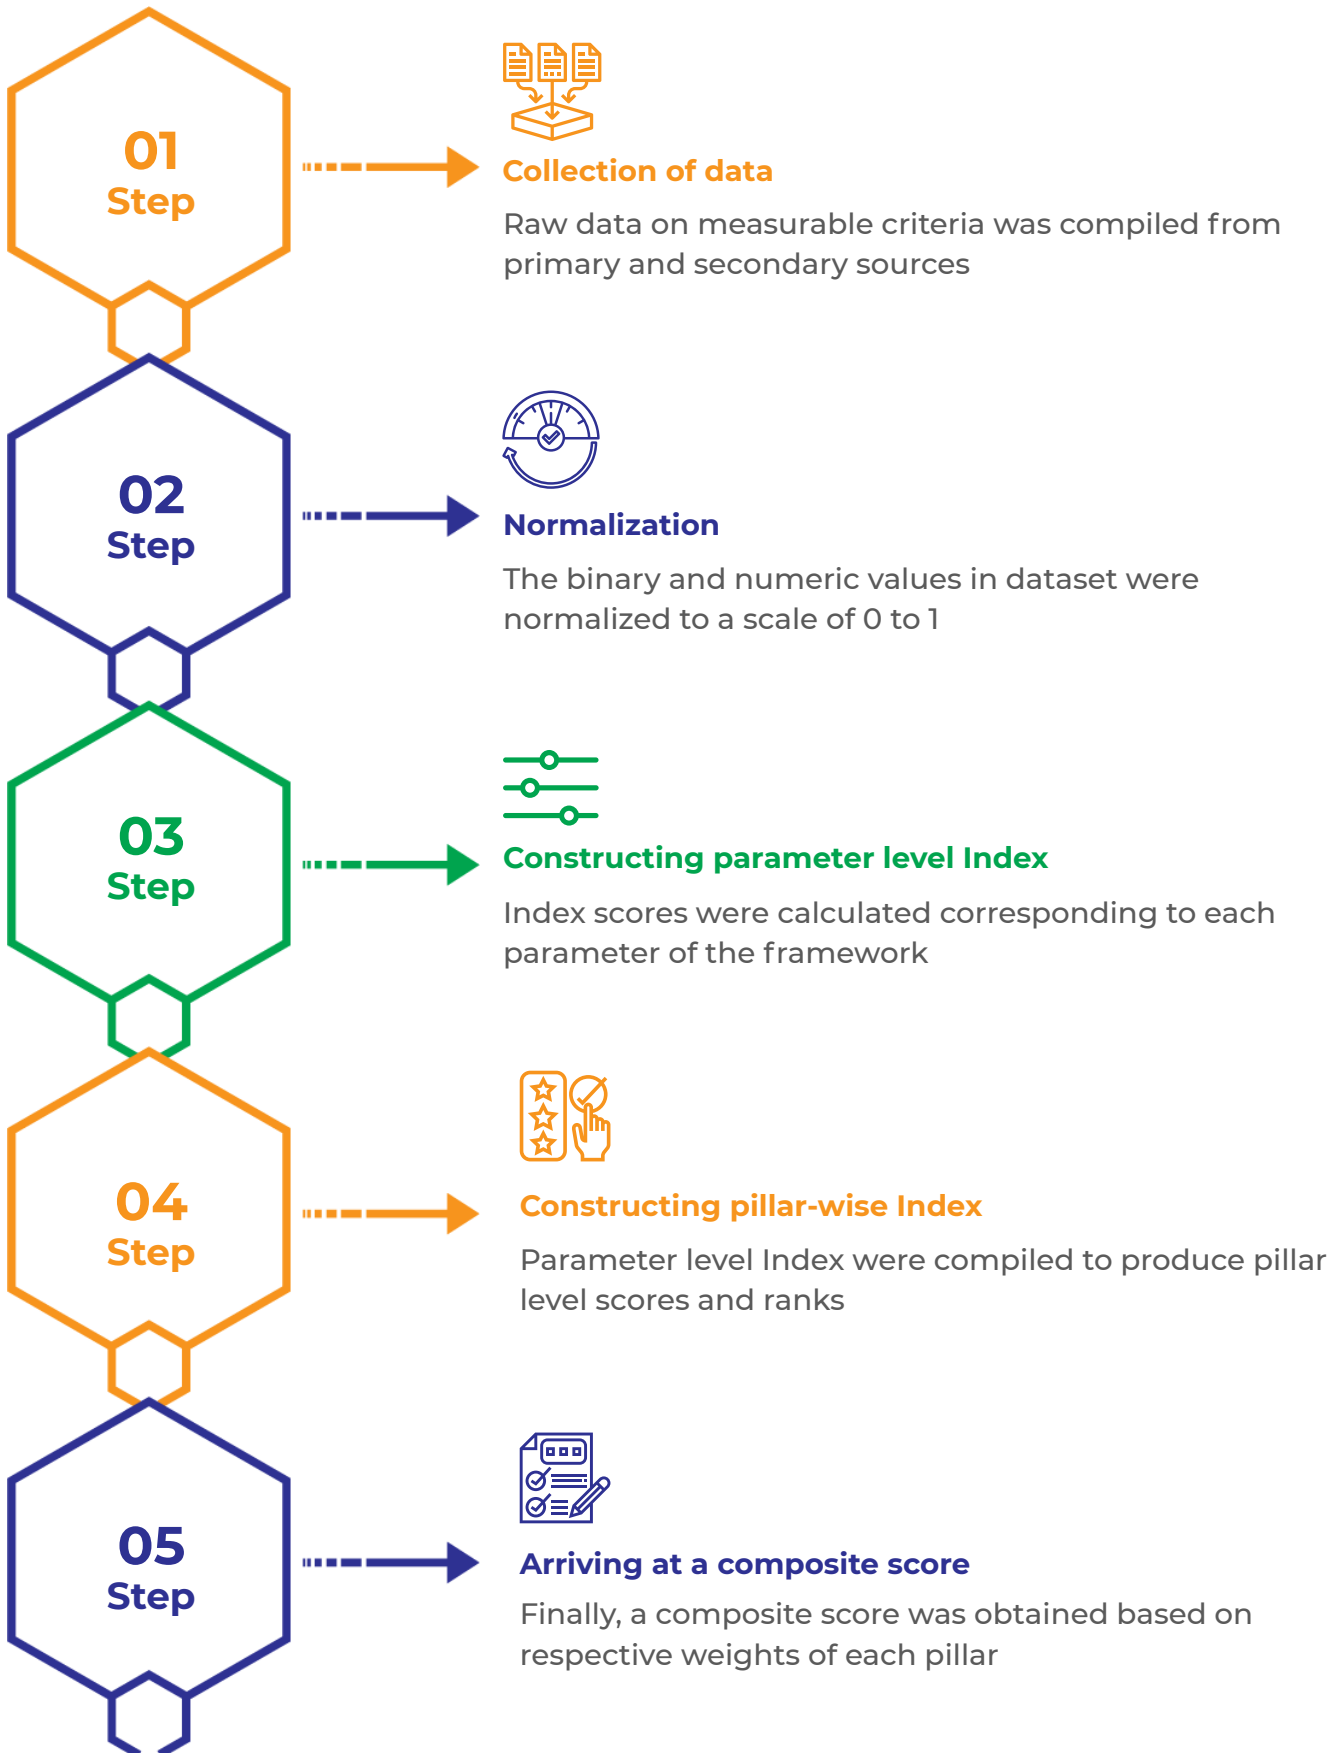 01
Step
Collection of data
Raw data on measurable criteria was compiled from
primary and secondary sources
02
Step
Normalization
The binary and numeric values in dataset were
normalized to a scale of 0 to 1
03
Step
Constructing parameter level Index
Index scores were calculated corresponding to each
parameter of the framework
04
Step
Constructing pillar-wise Index
Parameter level Index were compiled to produce pillar
level scores and ranks
05
Step
Arriving at a composite score
Finally, a composite score was obtained based on
respective weights of each pillar